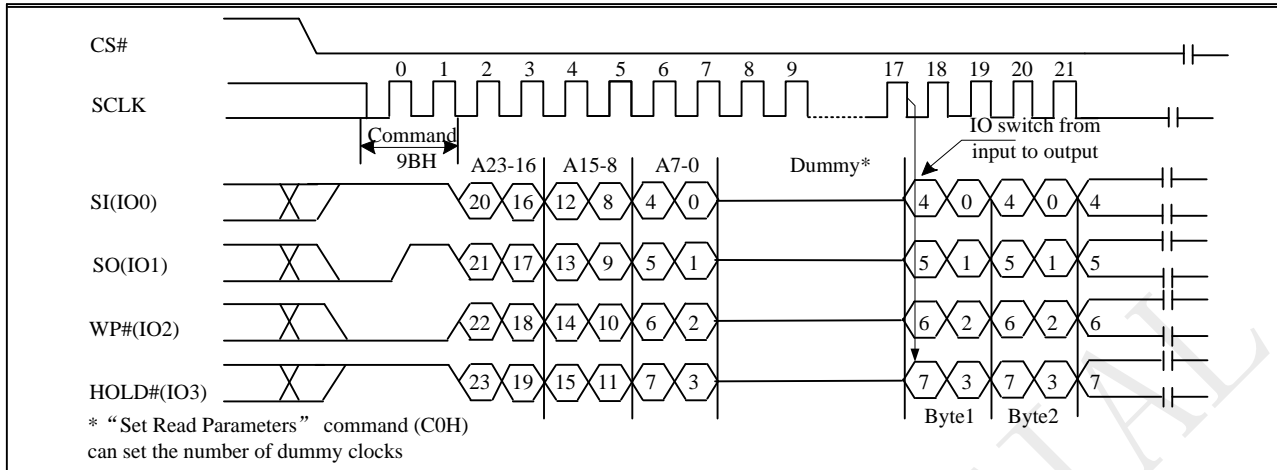 CS#
0 1 2 3 4 5 6 7 8 9 17 18 19 20 21
SCLK
Command
9BH
IO switch from
input to output
A23-16 A15-8 A7-0 Dummy*
SI(IO0) 20 16 12 8 4 0 4 0 4 0 4
SO(IO1) 21 17 13 9 5 1 5 1 5 1 5
WP#(IO2) 22 18 14 10 6 2 6 2 6 2 6
HOLD#(IO3) 23 19 15 11 7 3 7 3 7 3 7
Byte1 Byte2
* “Set Read Parameters” command (C0H)
can set the number of dummy clocks
IAL